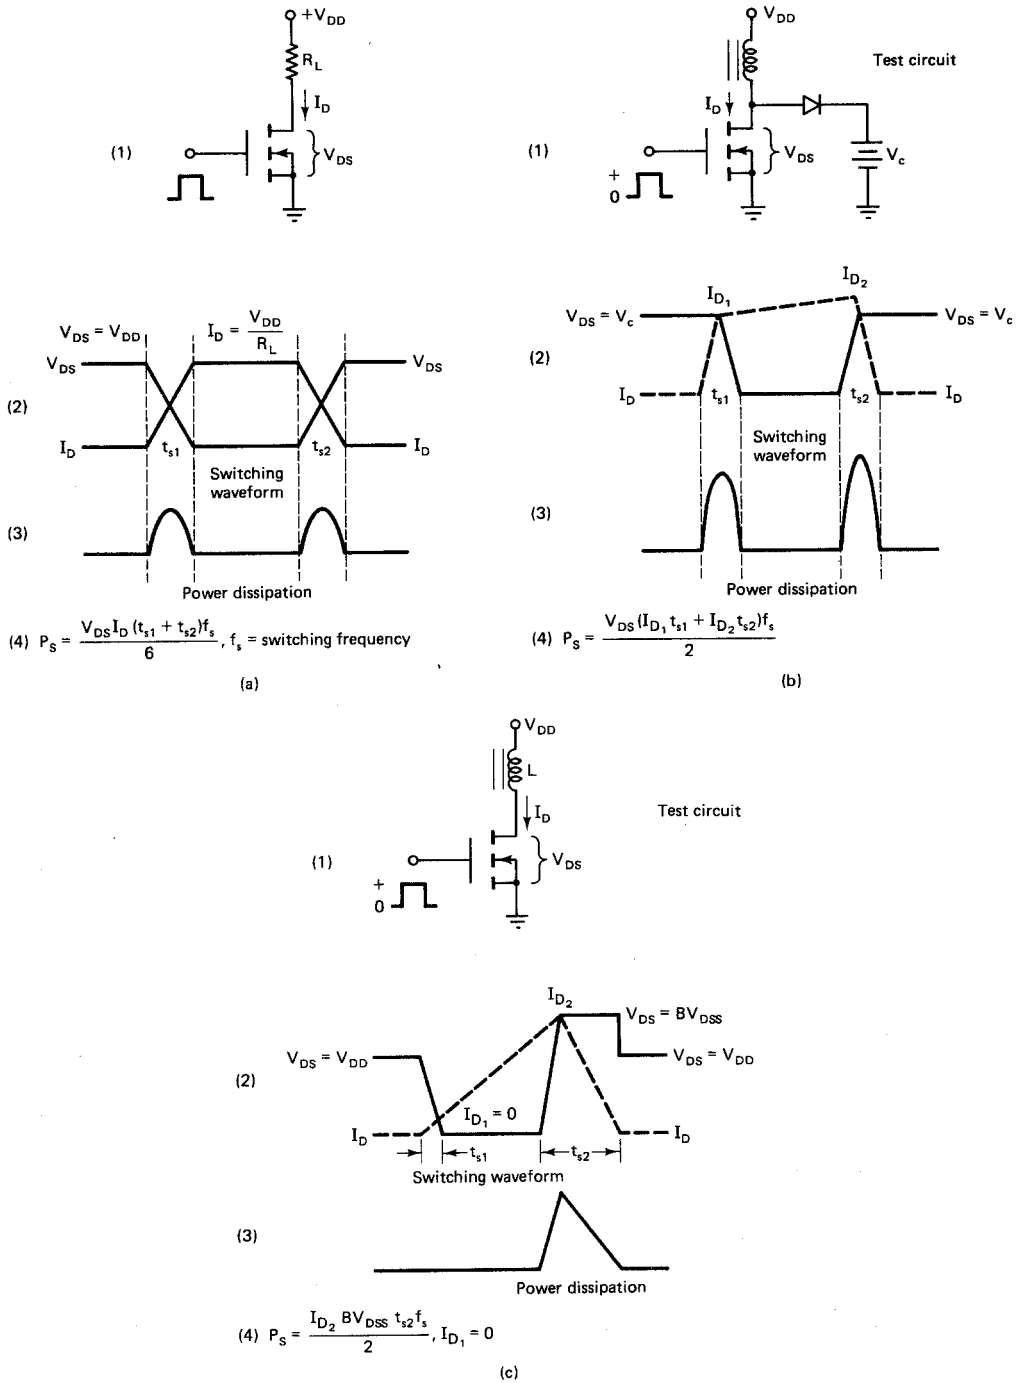 +V_DD
R_L
I_D
(1)
V_DS
V_DS = V_DD
I_D = V_DD / R_L
V_DS
V_DS
(2)
I_D
t_s1
t_s2
I_D
Switching
waveform
(3)
Power dissipation
(4) P_S = V_DS I_D (t_s1 + t_s2)f_s / 6, f_s = switching frequency
(a)
V_DD
Test circuit
I_D
(1)
V_DS
V_c
+
0
I_D2
I_D1
V_DS = V_c
V_DS = V_c
(2)
I_D
t_s1
t_s2
I_D
Switching
waveform
(3)
Power dissipation
(4) P_S = V_DS (I_D1 t_s1 + I_D2 t_s2)f_s / 2
(b)
V_DD
L
I_D
Test circuit
(1)
V_DS
+
0
I_D2
V_DS = BV_DSS
V_DS = V_DD
V_DS = V_DD
(2)
I_D1 = 0
I_D
I_D
t_s1
t_s2
Switching waveform
(3)
Power dissipation
(4) P_S = I_D2 BV_DSS t_s2 f_s / 2, I_D1 = 0
(c)